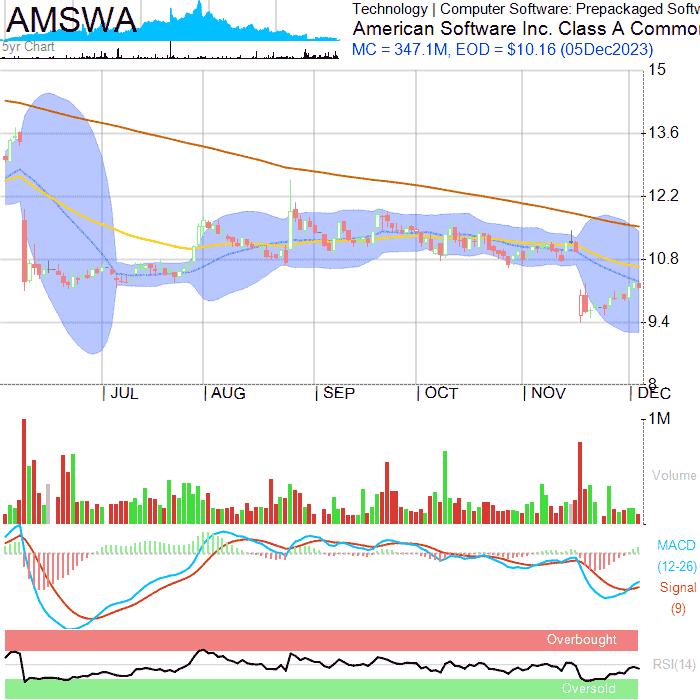 AMSWA
5yr Chart
Technology | Computer Software: Prepackaged Softw
American Software Inc. Class A Common
MC = 347.1M, EOD = $10.16 (05Dec2023)
15
13.6
12.2
10.8
9.4
8
JUL AUG SEP OCT NOV DEC
1M
Volume
MACD
(12-26)
Signal
(9)
Overbought
RSI(14)
Oversold